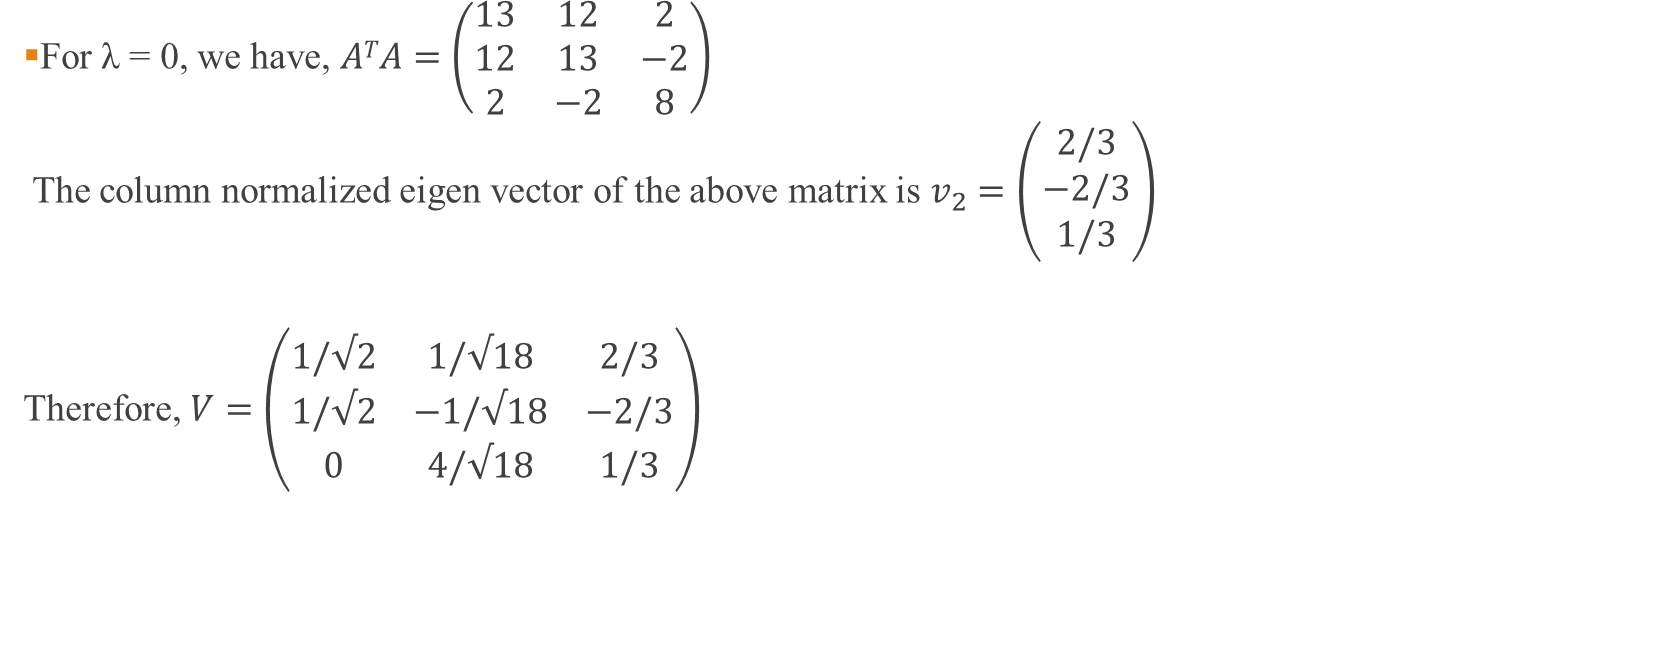 ▪For λ = 0, we have, AᵀA = (13 12 2
12 13 −2
2 −2 8)
The column normalized eigen vector of the above matrix is v₂ = (2/3
−2/3
1/3)
Therefore, V = (1/√2 1/√18 2/3
1/√2 −1/√18 −2/3
0 4/√18 1/3)